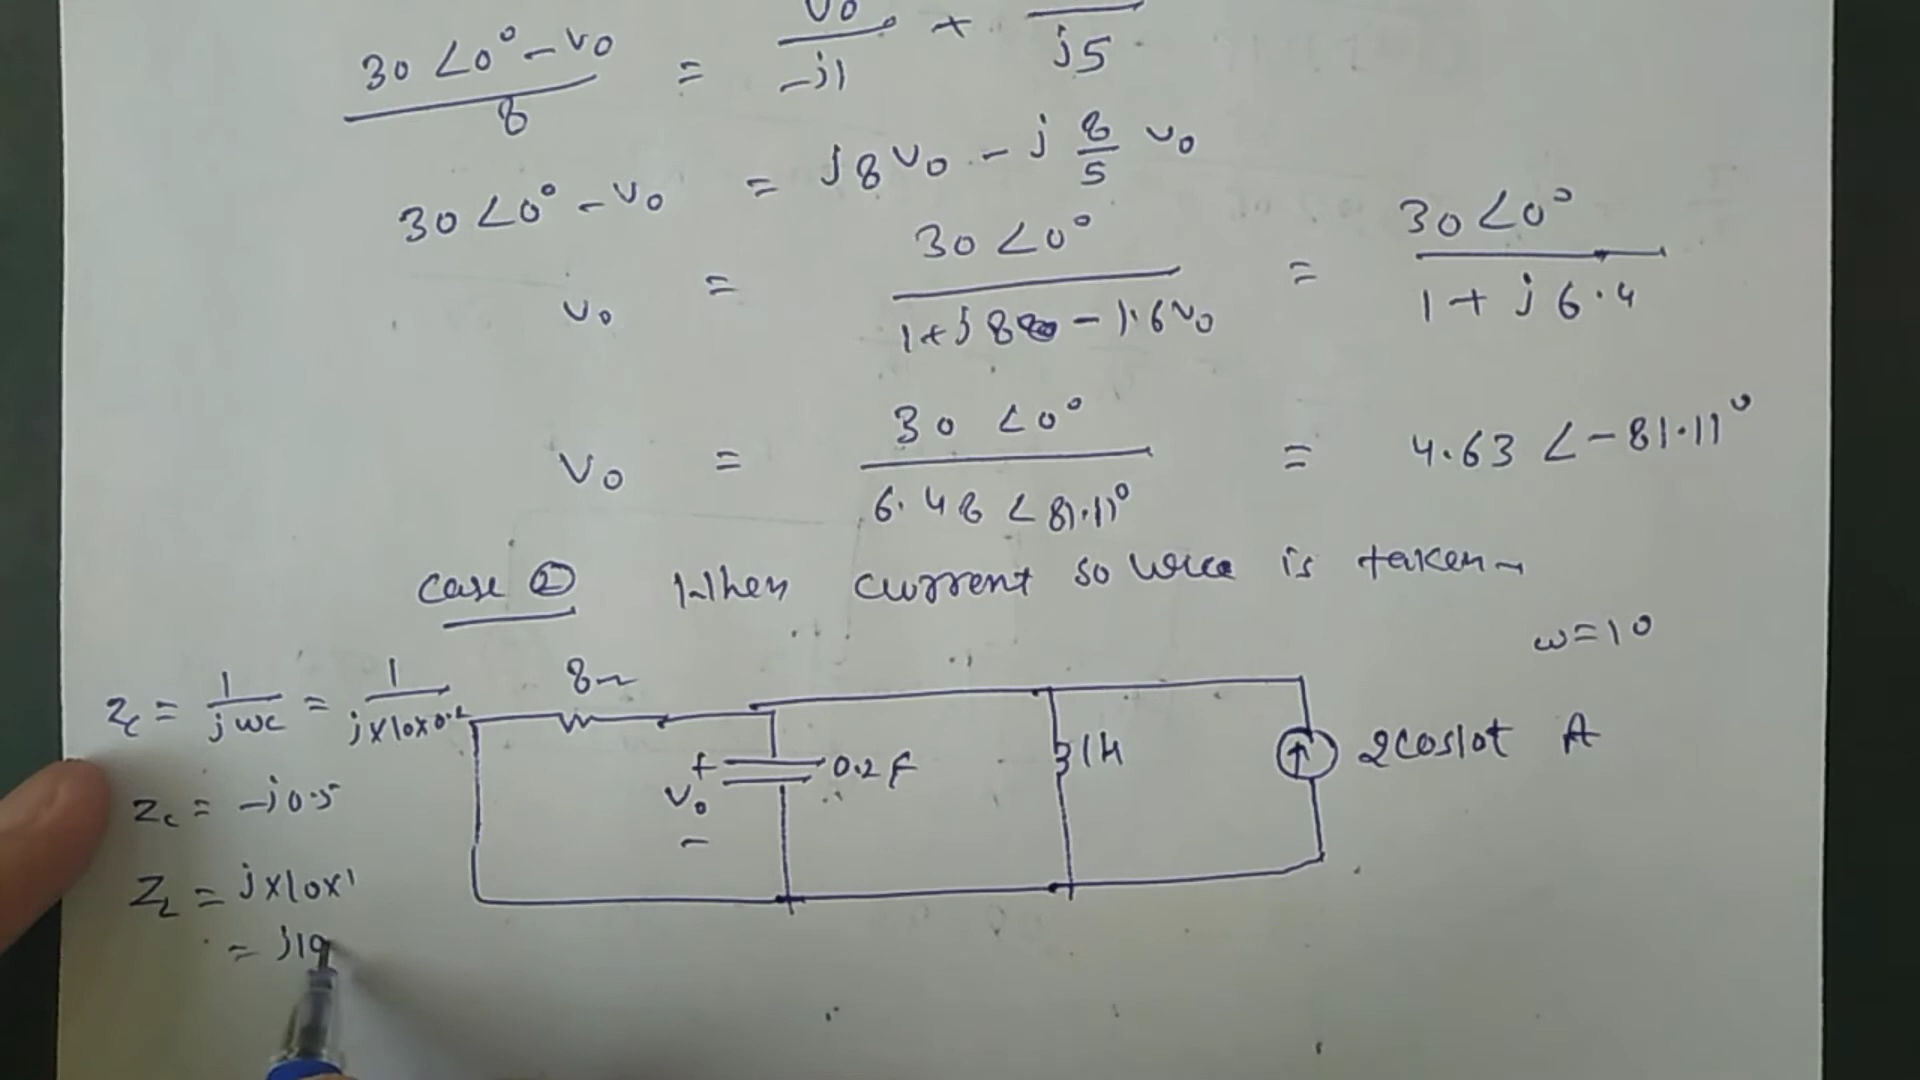 30∠0° - v₀ / 8 = v₀ / -j1 + / j5
30∠0° - v₀ = j8v₀ - j 8/5 v₀
v₀ = 30∠0° / 1+j8 - 1.6v₀ = 30∠0° / 1+j6.4
v₀ = 30∠0° / 6.48∠81.11° = 4.63∠-81.11°
Case ② When current source is taken
ω=10
Z꜀ = 1/jωc = 1/j×10×0.2
8Ω
+ v₀ -
0.2F
1H
2cos10t A
Z꜀ = -j0.5
Z_L = j×10×1
= j10